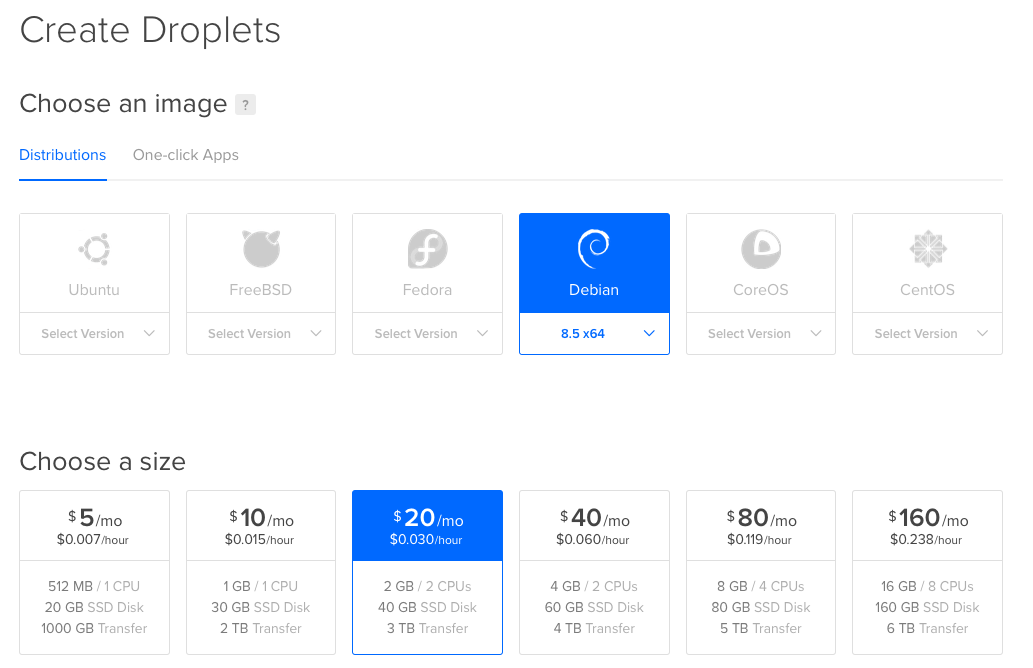 Create Droplets
Choose an image ?
Distributions One-click Apps
Ubuntu FreeBSD Fedora Debian CoreOS CentOS
Select Version Select Version Select Version 8.5 x64 Select Version Select Version
Choose a size
$5/mo $10/mo $20/mo $40/mo $80/mo $160/mo
$0.007/hour $0.015/hour $0.030/hour $0.060/hour $0.119/hour $0.238/hour
512 MB / 1 CPU 1 GB / 1 CPU 2 GB / 2 CPUs 4 GB / 2 CPUs 8 GB / 4 CPUs 16 GB / 8 CPUs
20 GB SSD Disk 30 GB SSD Disk 40 GB SSD Disk 60 GB SSD Disk 80 GB SSD Disk 160 GB SSD Disk
1000 GB Transfer 2 TB Transfer 3 TB Transfer 4 TB Transfer 5 TB Transfer 6 TB Transfer